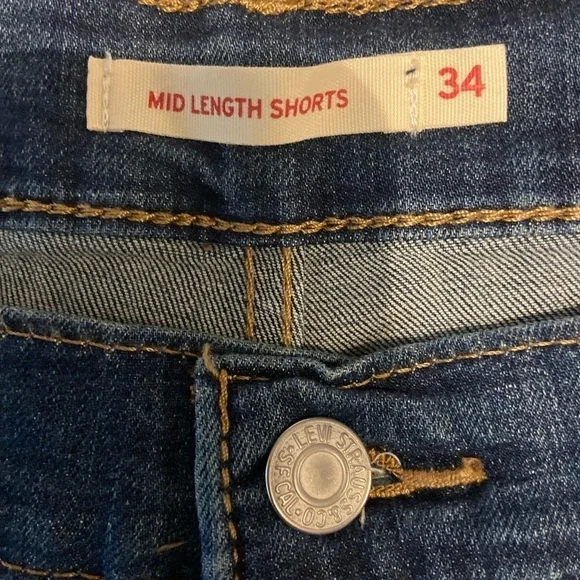 MID LENGTH SHORTS 34
LEVI STRAUSS & CO S.F. CAL